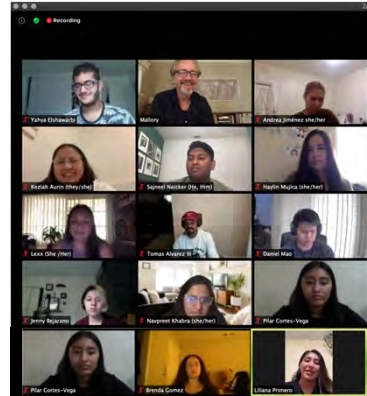 Recording
Yahya Elshawarbi
Mallory
Andrea Jiménez she/her
Keziah Aurin (they/she)
Sajneel Naicker (He, Him)
Haylin Mujica (she/her)
Lexx (She /Her)
Tomas Alvarez III
Daniel Mao
Jenny Bejarano
Navpreet Khabra (she/her)
Pilar Cortes-Vega
Pilar Cortes-Vega
Brenda Gomez
Liliana Primero